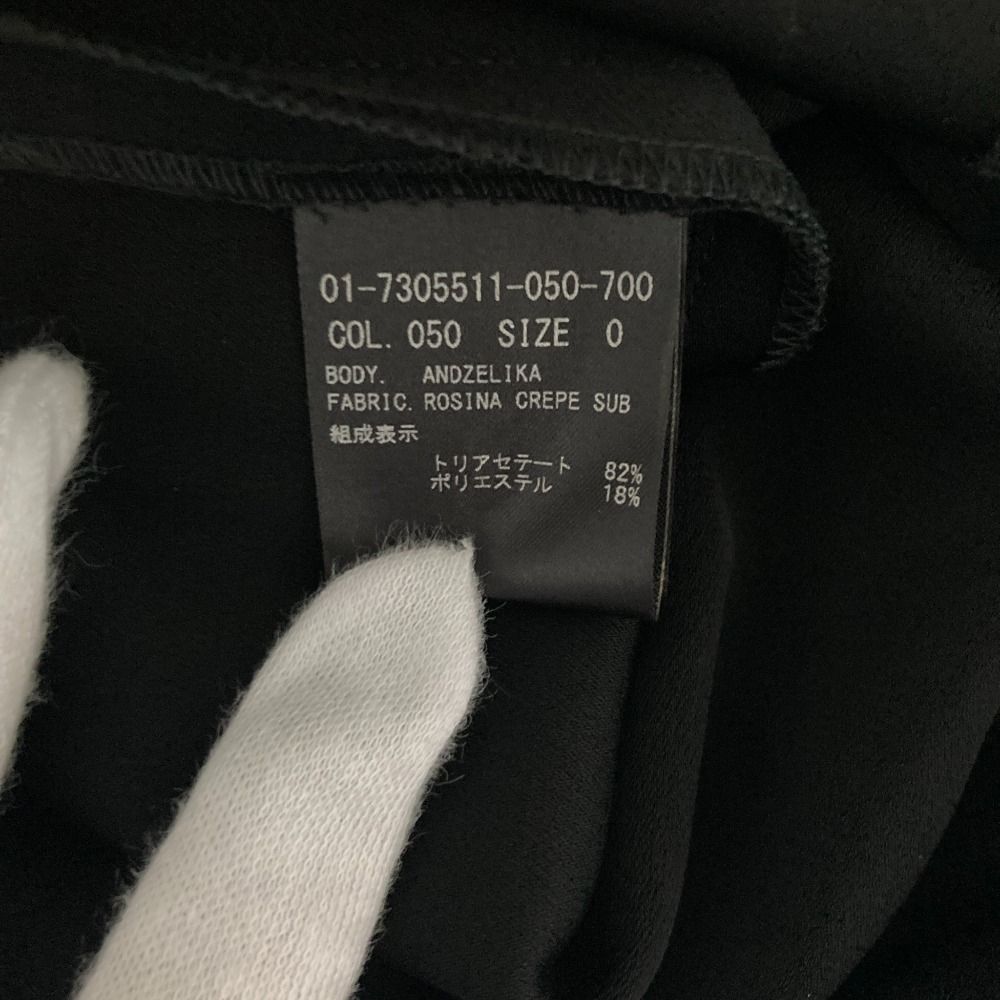 01-7305511-050-700
COL. 050 SIZE 0
BODY. ANDZELIKA
FABRIC. ROSINA CREPE SUB
組成表示
トリアセテート 82%
ポリエステル 18%